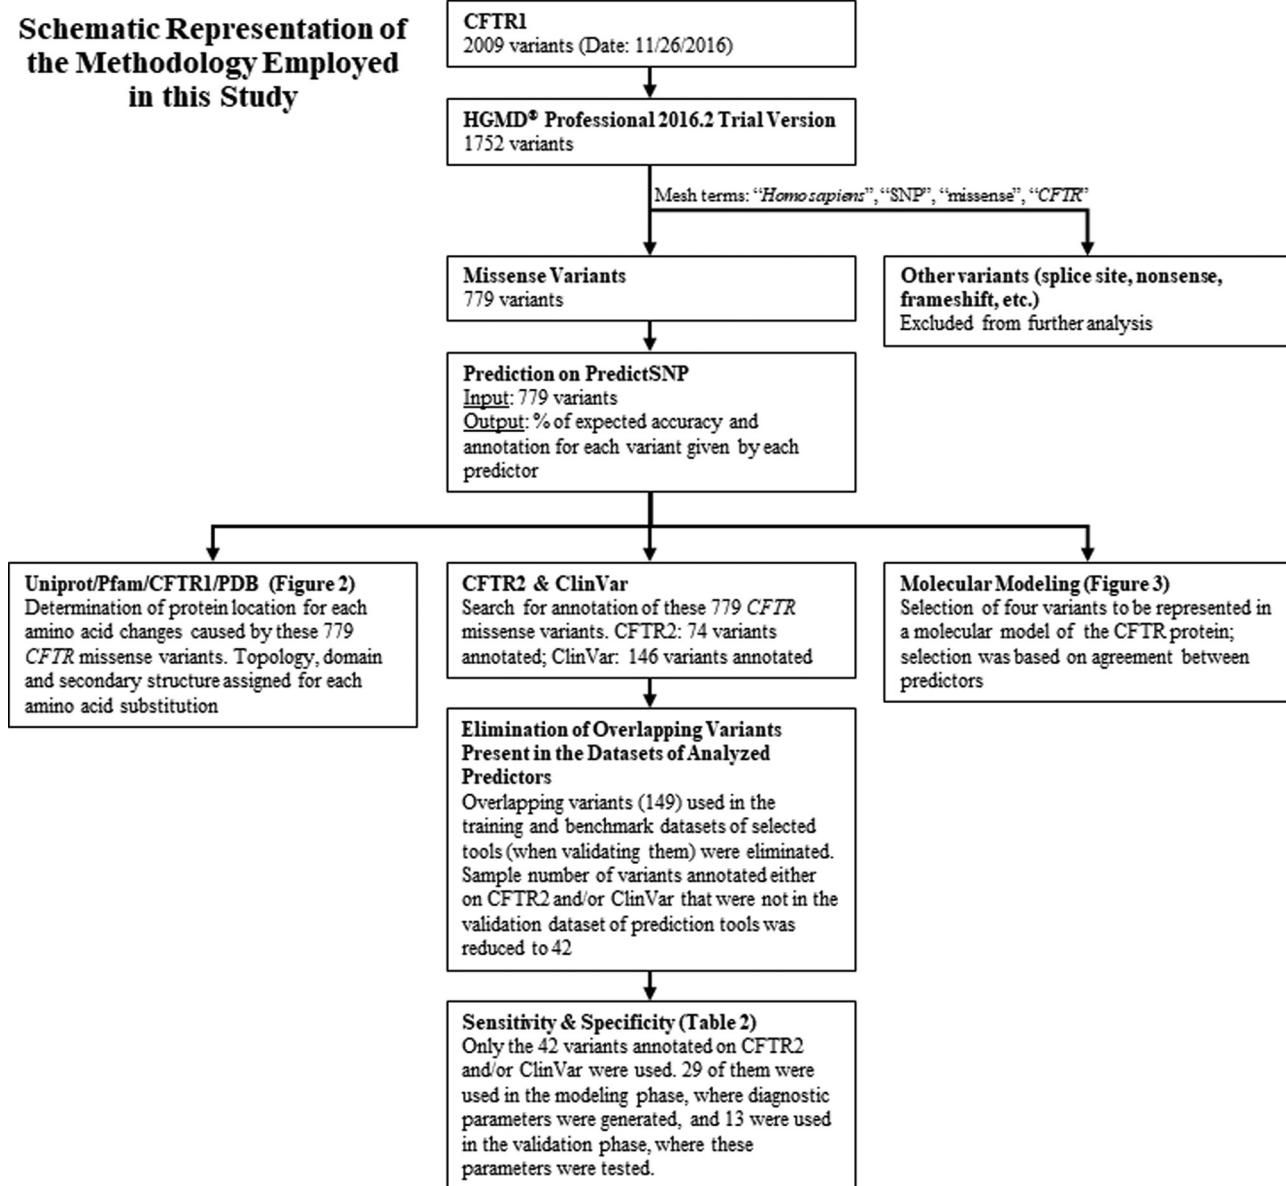 Schematic Representation of
the Methodology Employed
in this Study
CFTR1
2009 variants (Date: 11/26/2016)
HGMD® Professional 2016.2 Trial Version
1752 variants
Mesh terms: “Homo sapiens”, “SNP”, “missense”, “CFTR”
Missense Variants
779 variants
Other variants (splice site, nonsense,
frameshift, etc.)
Excluded from further analysis
Prediction on PredictSNP
Input: 779 variants
Output: % of expected accuracy and
annotation for each variant given by each
predictor
Uniprot/Pfam/CFTR1/PDB (Figure 2)
Determination of protein location for each
amino acid changes caused by these 779
CFTR missense variants. Topology, domain
and secondary structure assigned for each
amino acid substitution
CFTR2 & ClinVar
Search for annotation of these 779 CFTR
missense variants. CFTR2: 74 variants
annotated; ClinVar: 146 variants annotated
Molecular Modeling (Figure 3)
Selection of four variants to be represented in
a molecular model of the CFTR protein;
selection was based on agreement between
predictors
Elimination of Overlapping Variants
Present in the Datasets of Analyzed
Predictors
Overlapping variants (149) used in the
training and benchmark datasets of selected
tools (when validating them) were eliminated.
Sample number of variants annotated either
on CFTR2 and/or ClinVar that were not in the
validation dataset of prediction tools was
reduced to 42
Sensitivity & Specificity (Table 2)
Only the 42 variants annotated on CFTR2
and/or ClinVar were used. 29 of them were
used in the modeling phase, where diagnostic
parameters were generated, and 13 were used
in the validation phase, where these
parameters were tested.